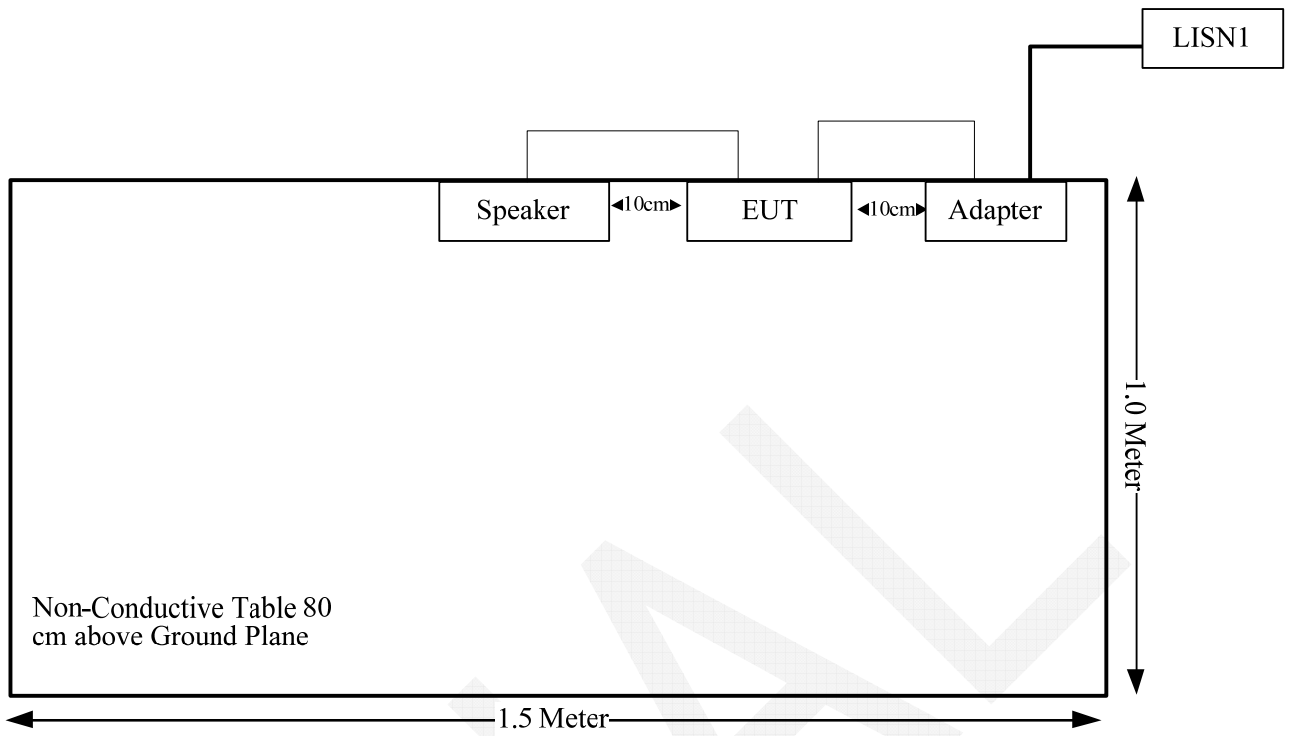 LISN1
Speaker
10cm
EUT
10cm
Adapter
1.0 Meter
Non-Conductive Table 80
cm above Ground Plane
1.5 Meter